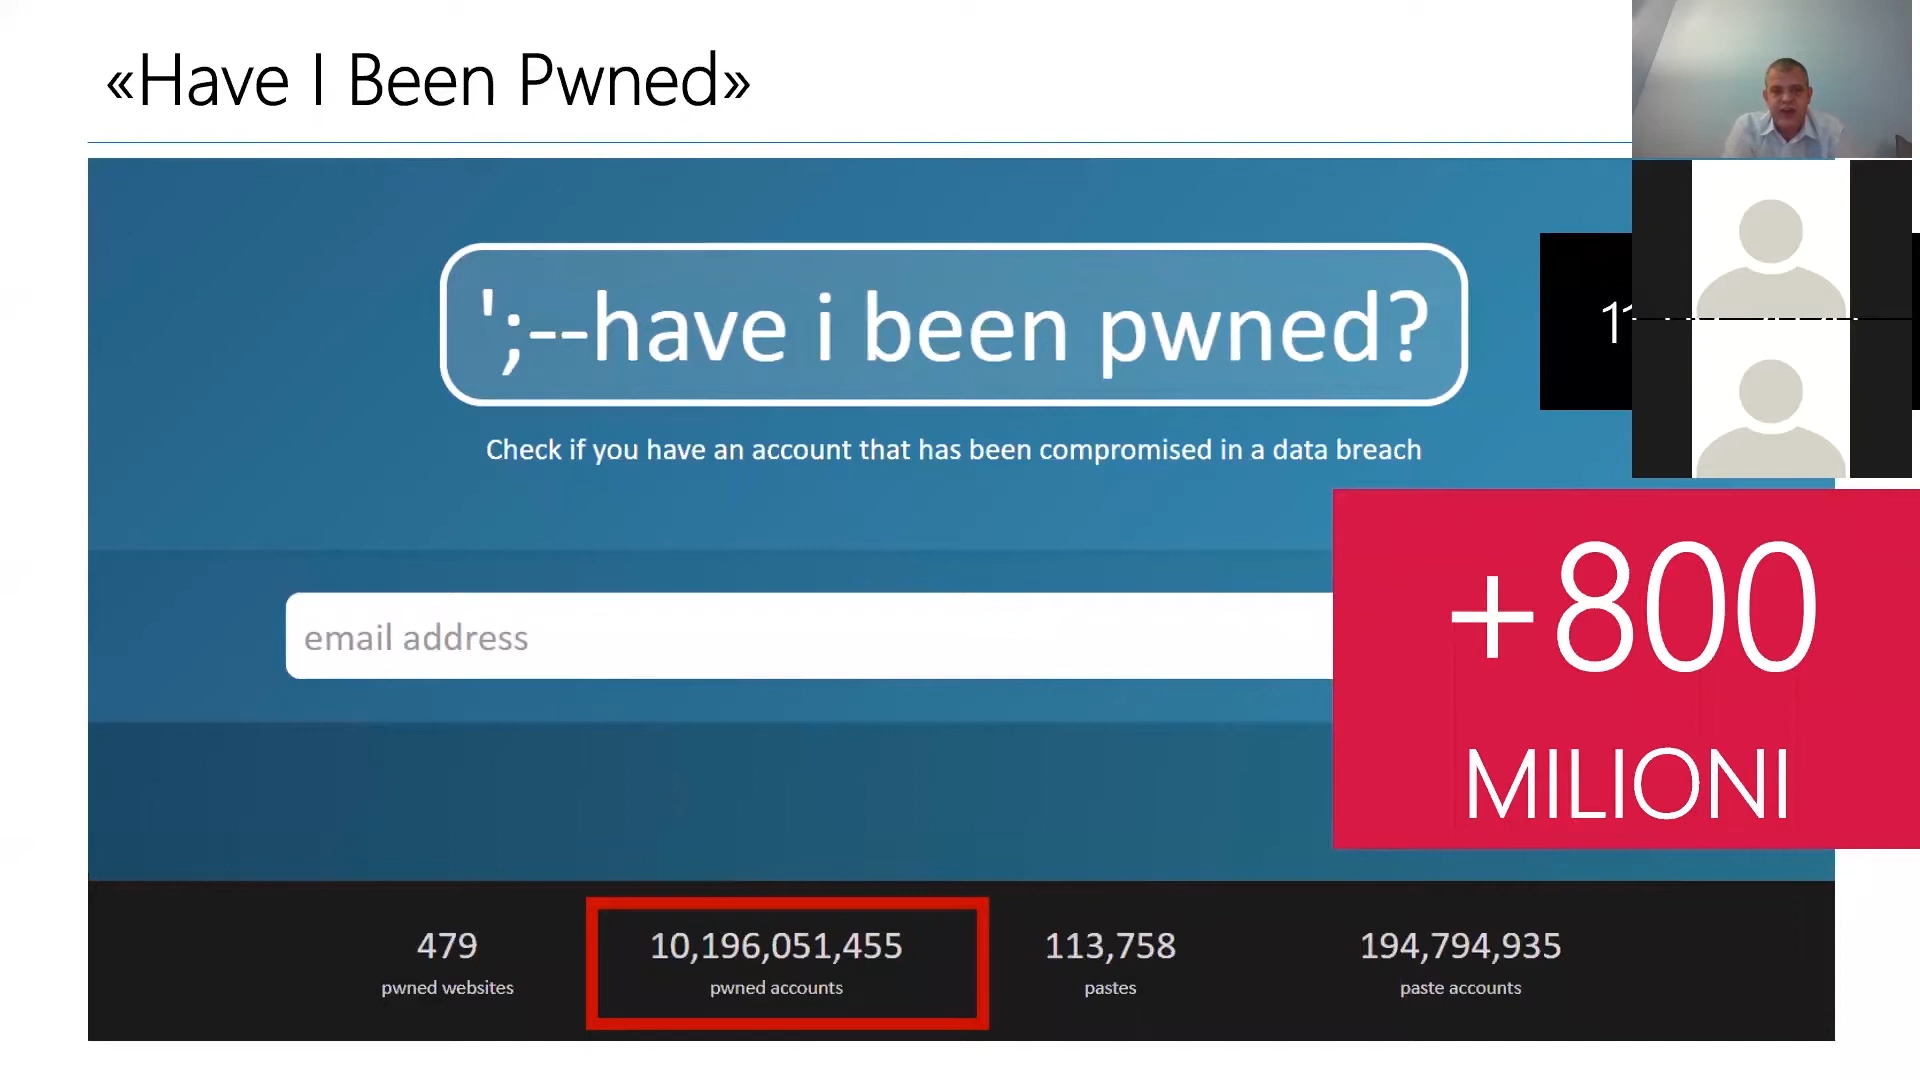 «Have I Been Pwned»
';--have i been pwned?
Check if you have an account that has been compromised in a data breach
email address
+800
MILIONI
479
pwned websites
10,196,051,455
pwned accounts
113,758
pastes
194,794,935
paste accounts